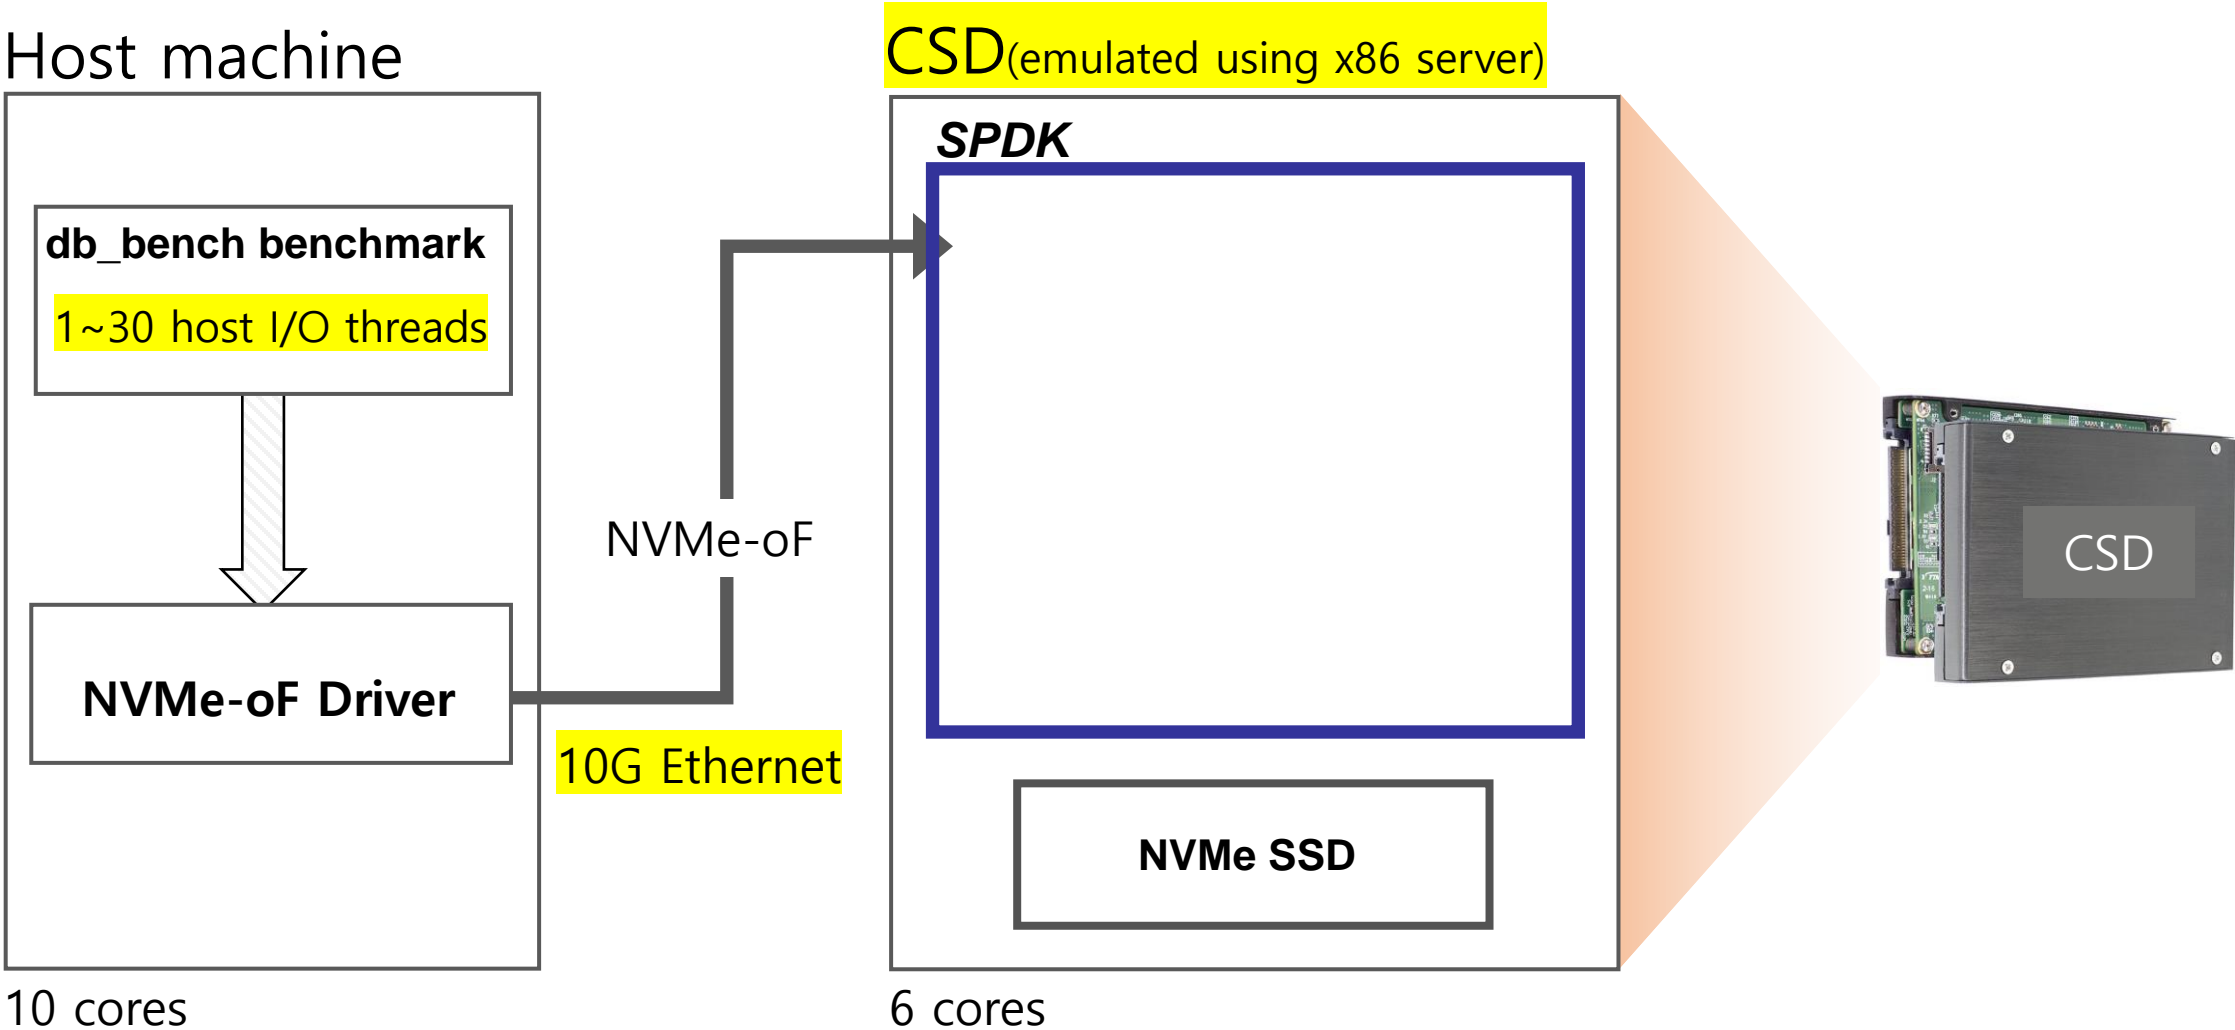 Host machine
CSD(emulated using x86 server)
SPDK
db_bench benchmark
1~30 host I/O threads
NVMe-oF
CSD
NVMe-oF Driver
10G Ethernet
NVMe SSD
10 cores
6 cores